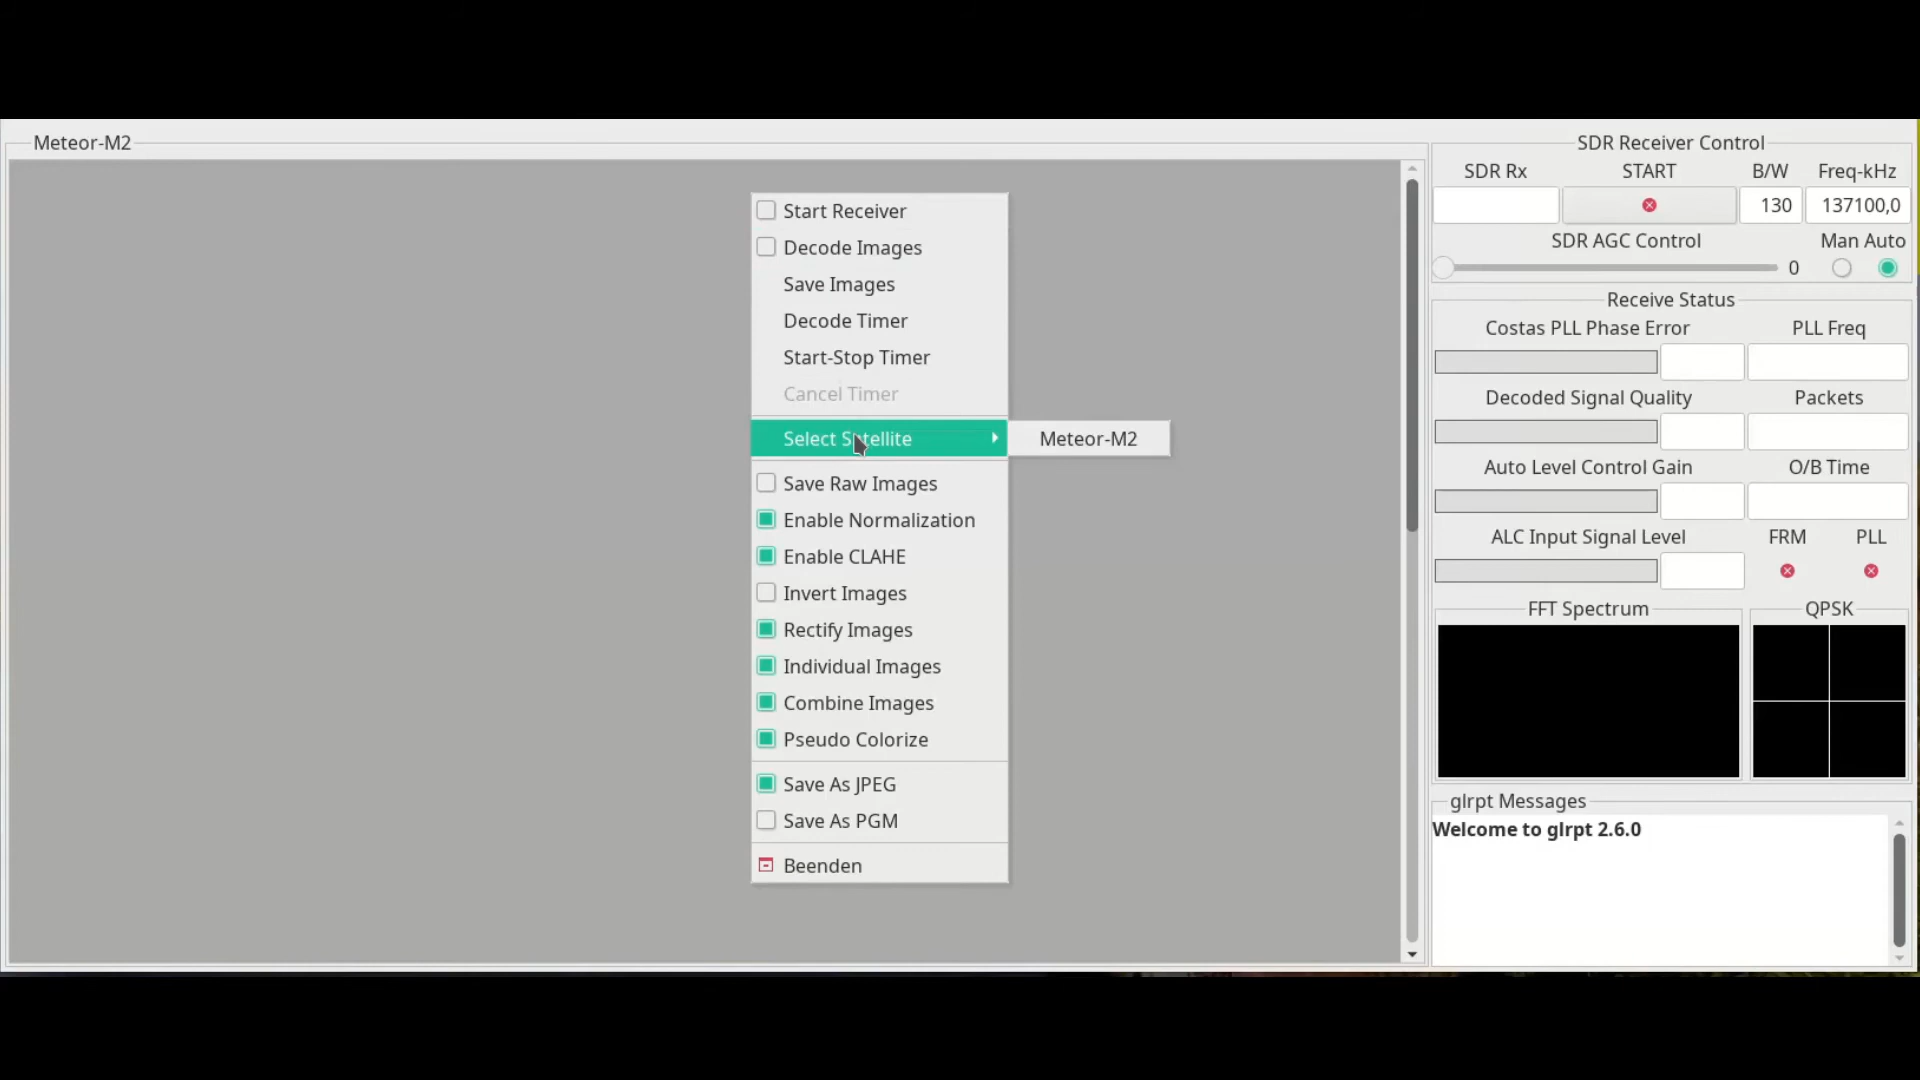 Meteor-M2
Start Receiver
Decode Images
Save Images
Decode Timer
Start-Stop Timer
Cancel Timer
Select Satellite
Meteor-M2
Save Raw Images
Enable Normalization
Enable CLAHE
Invert Images
Rectify Images
Individual Images
Combine Images
Pseudo Colorize
Save As JPEG
Save As PGM
Beenden
SDR Receiver Control
SDR Rx START B/W Freq-kHz
130 137100,0
SDR AGC Control Man Auto
0
Receive Status
Costas PLL Phase Error PLL Freq
Decoded Signal Quality Packets
Auto Level Control Gain O/B Time
ALC Input Signal Level FRM PLL
FFT Spectrum QPSK
glrpt Messages
Welcome to glrpt 2.6.0